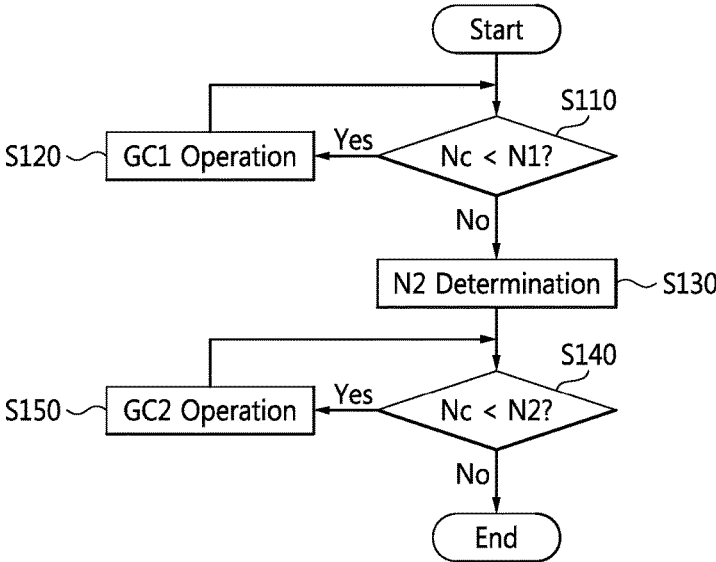 Start
S110
S120
GC1 Operation
Yes
Nc < N1?
No
N2 Determination
S130
S140
S150
GC2 Operation
Yes
Nc < N2?
No
End